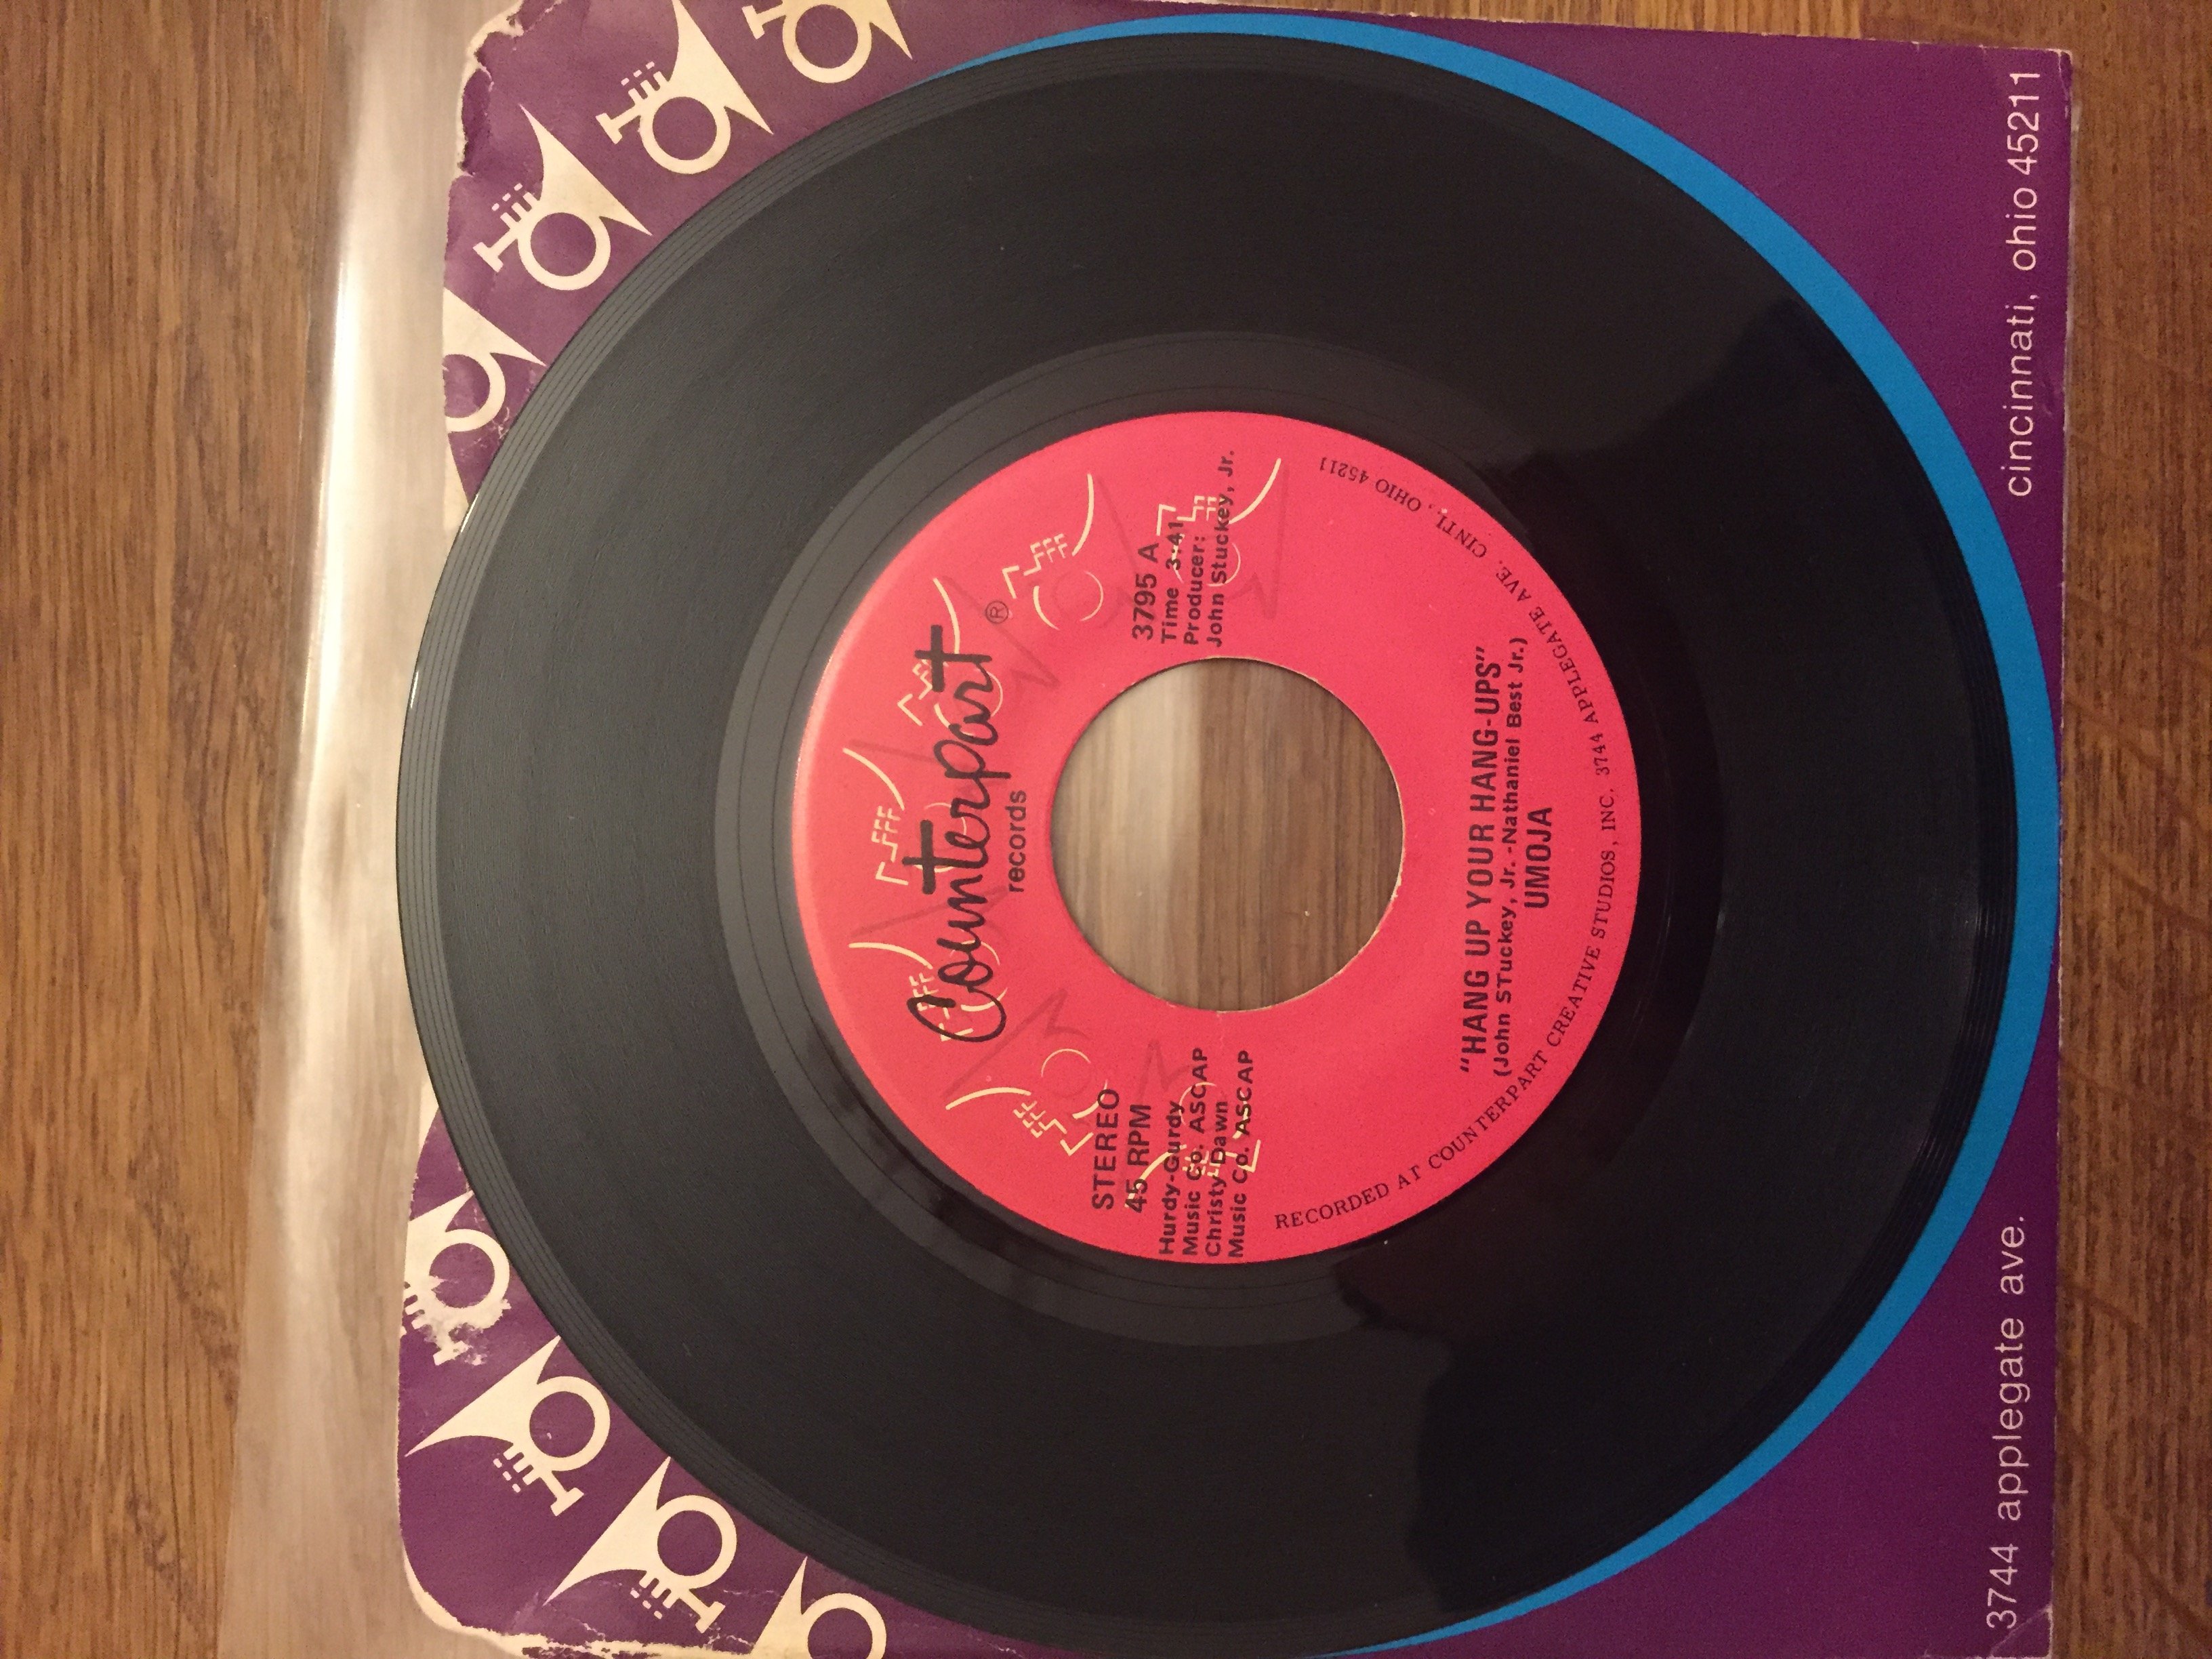 Counterpart ®
records
STEREO
45 RPM
Hurdy-Gurdy
Music Co. ASCAP
Christy Dawn
Music Co. ASCAP
3795 A
Time 3:41
Producer:
John Stuckey, Jr.
"HANG UP YOUR HANG-UPS"
(John STuckey, Jr. -Nathaniel Best Jr.)
UMOJA
RECORDED AT COUNTERPART CREATIVE STUDIOS, INC. 3744 APPLEGATE AVE. CINTI., OHIO 45211
3744 applegate ave.
cincinnati, ohio 45211